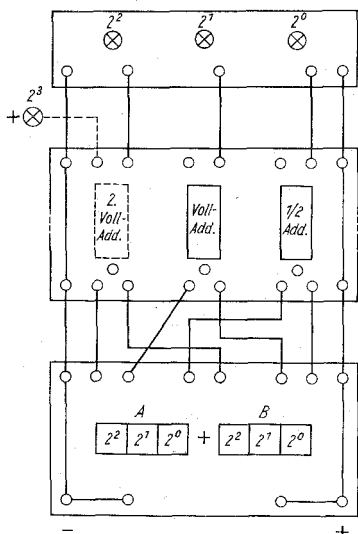 2² 2¹ 2⁰
2³
+
2. Voll-Add.
Voll-Add.
1/2 Add.
A B
2² 2¹ 2⁰ + 2² 2¹ 2⁰
− +